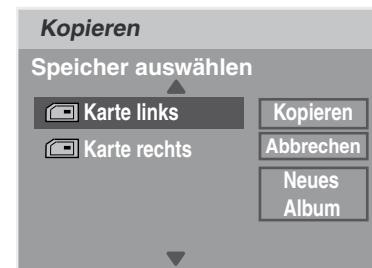 Kopieren
Speicher auswählen
Karte links
Kopieren
Karte rechts
Abbrechen
Neues
Album